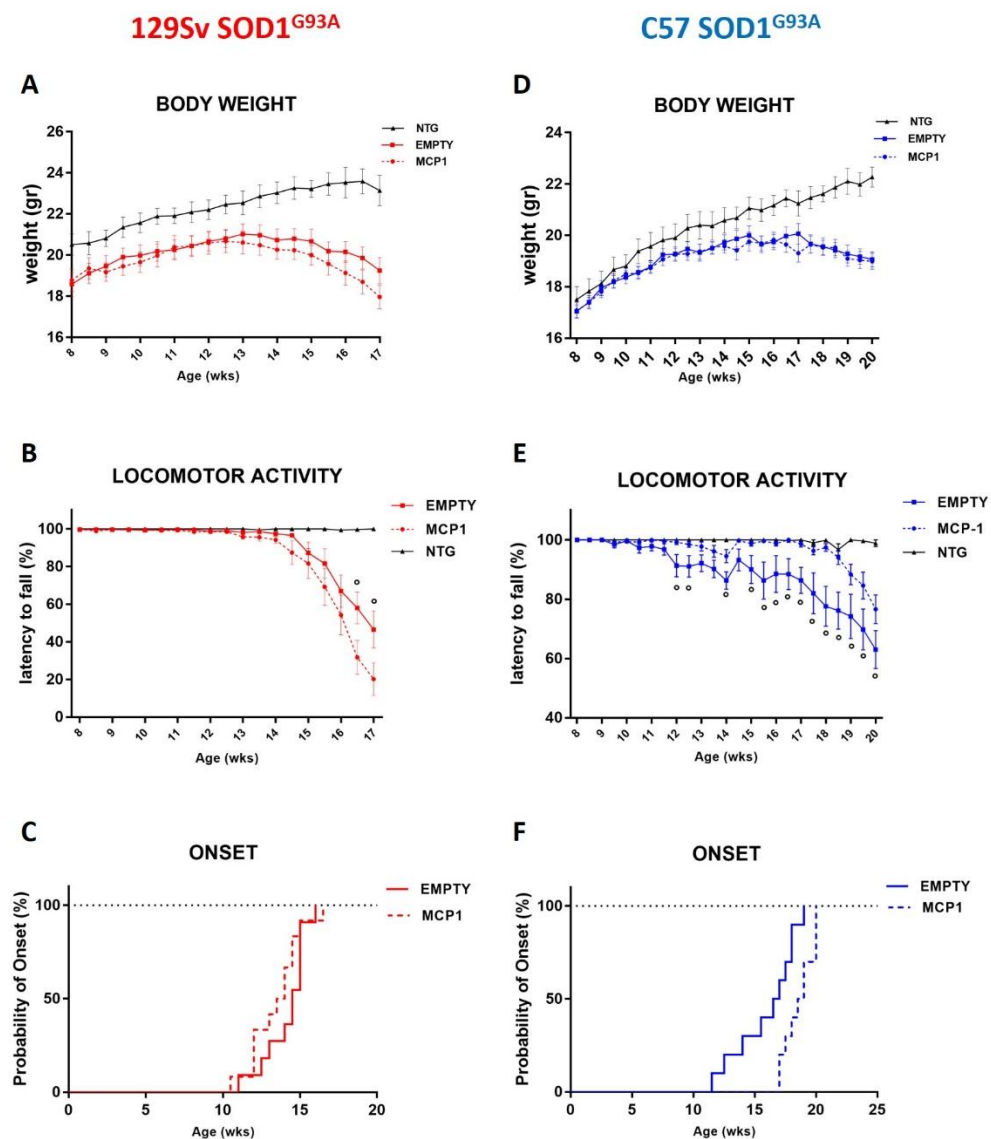 129Sv SOD1G93A
C57 SOD1G93A
A
BODY WEIGHT
NTG
EMPTY
MCP1
weight (gr)
26
24
22
20
18
16
8 9 10 11 12 13 14 15 16 17
Age (wks)
D
BODY WEIGHT
NTG
EMPTY
MCP1
weight (gr)
24
22
20
18
16
8 9 10 11 12 13 14 15 16 17 18 19 20
Age (wks)
B
LOCOMOTOR ACTIVITY
EMPTY
MCP1
NTG
latency to fall (%)
100
80
60
40
20
0
8 9 10 11 12 13 14 15 16 17
Age (wks)
E
LOCOMOTOR ACTIVITY
EMPTY
MCP-1
NTG
latency to fall (%)
100
80
60
40
8 9 10 11 12 13 14 15 16 17 18 19 20
Age (wks)
C
ONSET
EMPTY
MCP1
Probability of Onset (%)
100
50
0
0 5 10 15 20
Age (wks)
F
ONSET
EMPTY
MCP1
Probability of Onset (%)
100
50
0
0 5 10 15 20 25
Age (wks)